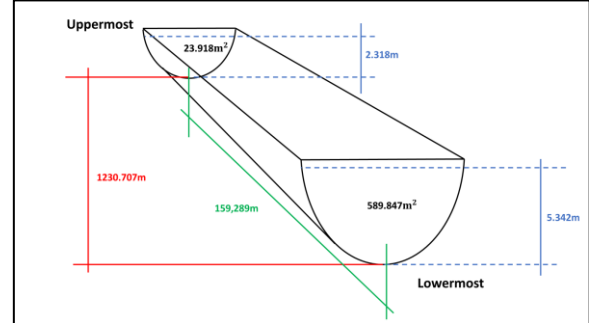 Uppermost
23.918m²
2.318m
1230.707m
159,289m
589.847m²
5.342m
Lowermost